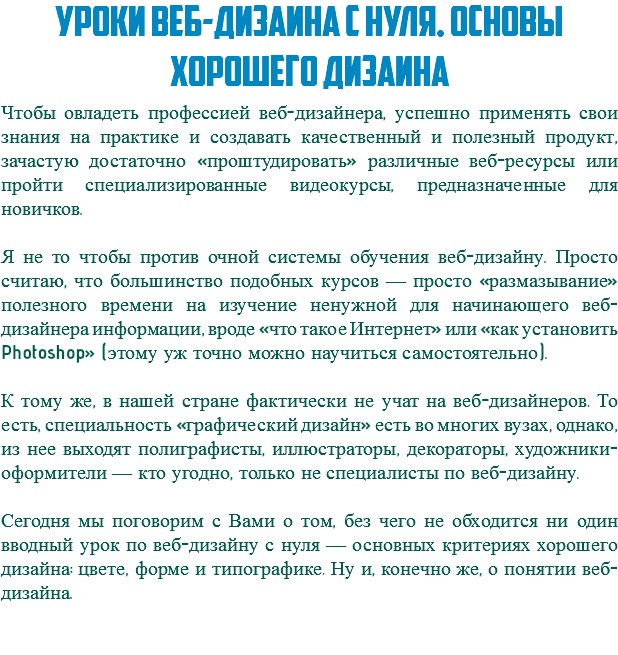 УРОКИ ВЕБ-ДИЗАИНА С НУЛЯ. ОСНОВЫ
ХОРОШЕГО ДИЗАИНА
Чтобы овладеть профессией веб-дизайнера, успешно применять свои
знания на практике и создавать качественный и полезный продукт,
зачастую достаточно «проштудировать» различные веб-ресурсы или
пройти специализированные видеокурсы, предназначенные для
новичков.
Я не то чтобы против очной системы обучения веб-дизайну. Просто
считаю, что большинство подобных курсов — просто «размазывание»
полезного времени на изучение ненужной для начинающего веб-
дизайнера информации, вроде «что такое Интернет» или «как установить
Photoshop» (этому уж точно можно научиться самостоятельно).
К тому же, в нашей стране фактически не учат на веб-дизайнеров. То
есть, специальность «графический дизайн» есть во многих вузах, однако,
из нее выходят полиграфисты, иллюстраторы, декораторы, художники-
оформители — кто угодно, только не специалисты по веб-дизайну.
Сегодня мы поговорим с Вами о том, без чего не обходится ни один
вводный урок по веб-дизайну с нуля — основных критериях хорошего
дизайна: цвете, форме и типографике. Ну и, конечно же, о понятии веб-
дизайна.